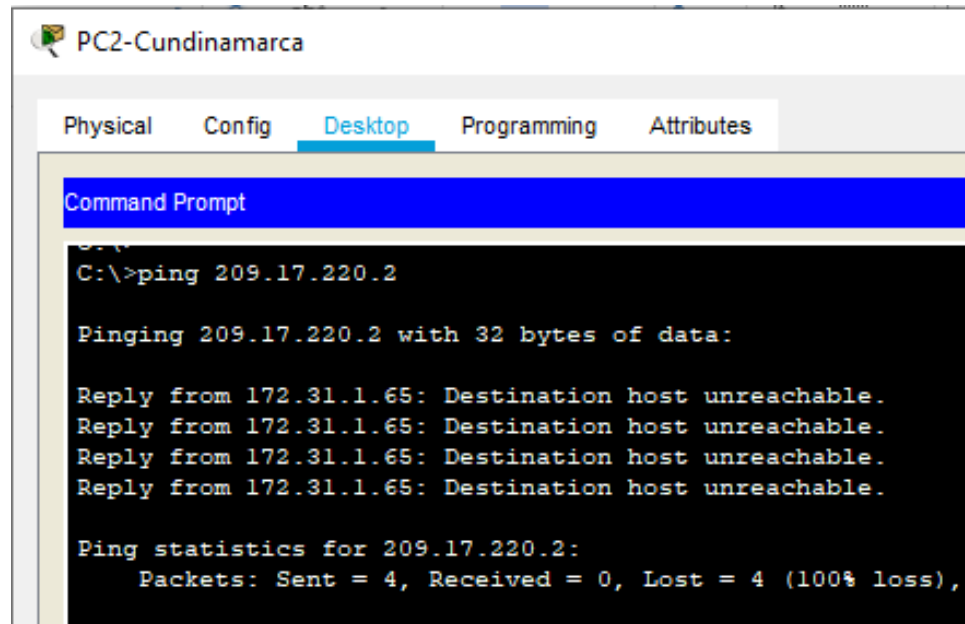 PC2-Cundinamarca
Physical Config Desktop Programming Attributes
Command Prompt
C:\>ping 209.17.220.2
Pinging 209.17.220.2 with 32 bytes of data:
Reply from 172.31.1.65: Destination host unreachable.
Reply from 172.31.1.65: Destination host unreachable.
Reply from 172.31.1.65: Destination host unreachable.
Reply from 172.31.1.65: Destination host unreachable.
Ping statistics for 209.17.220.2:
Packets: Sent = 4, Received = 0, Lost = 4 (100% loss),